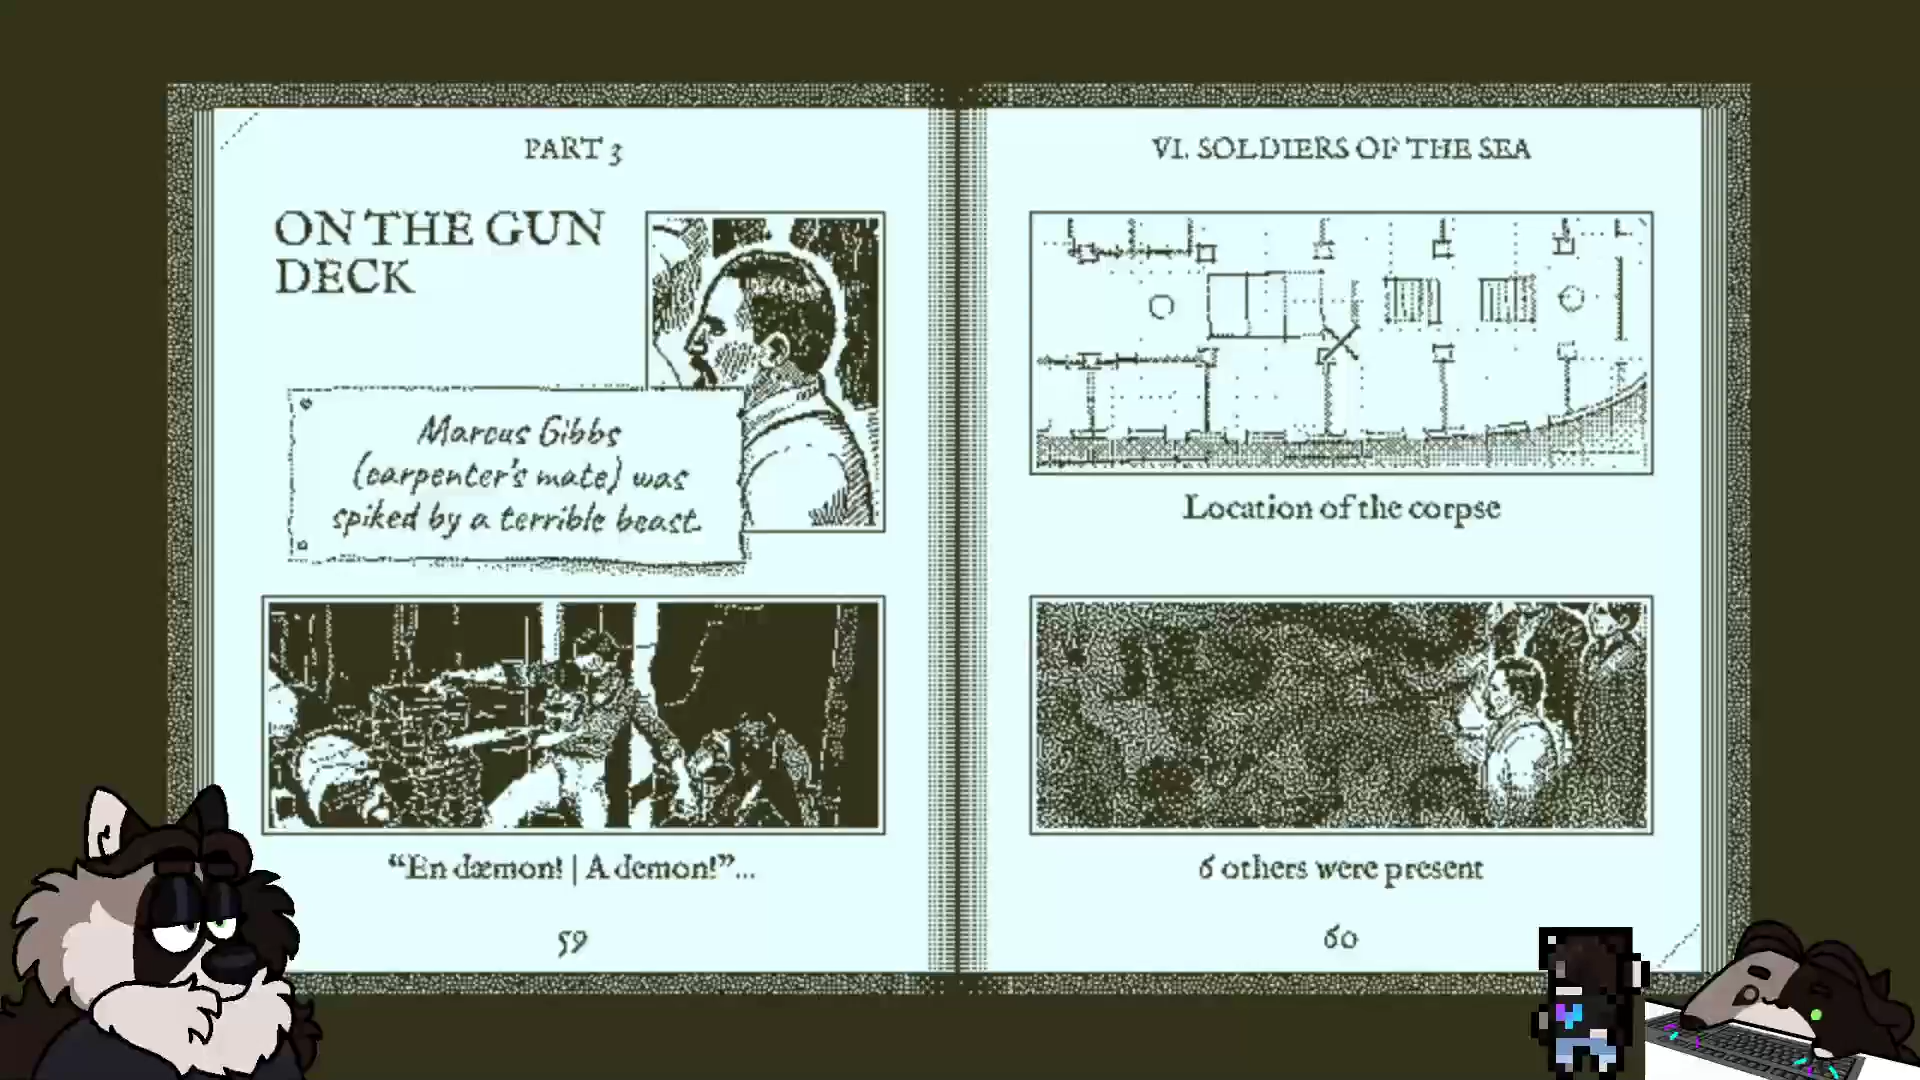 PART 3
ON THE GUN
DECK
Marcus Gibbs
(carpenter's mate) was
spiked by a terrible beast.
“En dæmon! | A demon!”...
59
VI. SOLDIERS OF THE SEA
Location of the corpse
6 others were present
60